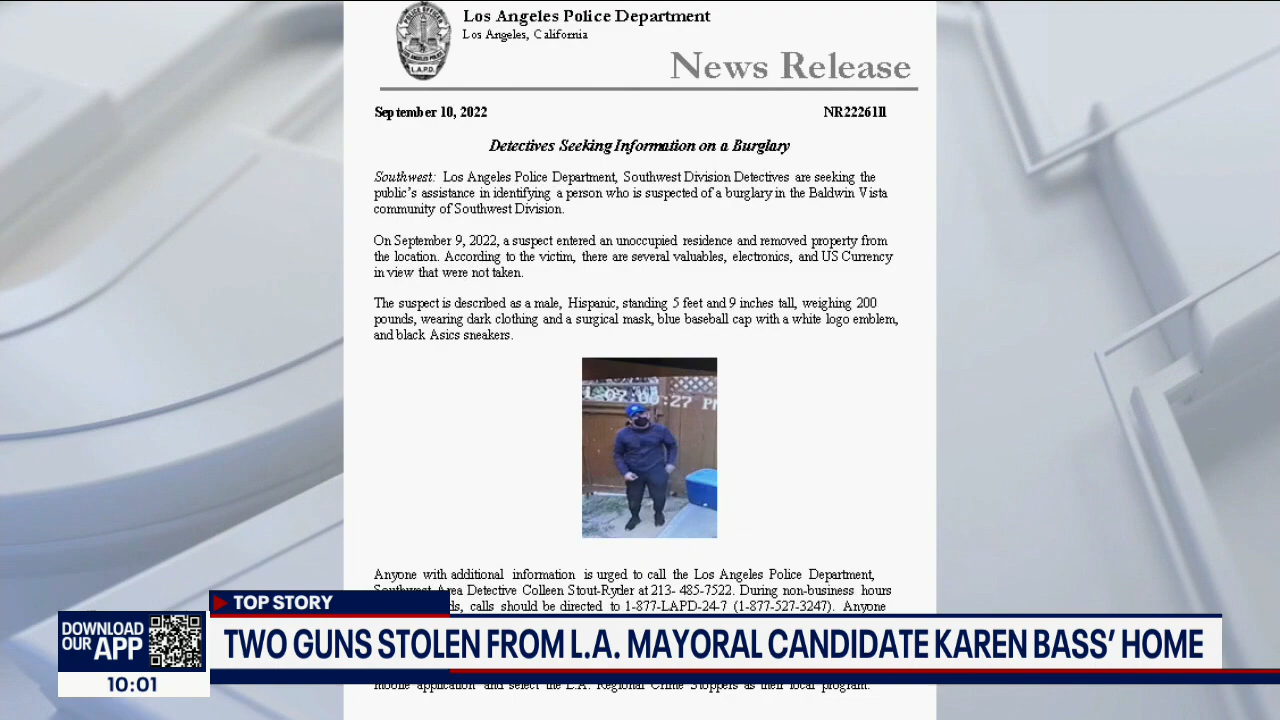 Los Angeles Police Department
Los Angeles, California
News Release
L.A.P.D.
September 10, 2022
NR22261ll
Detectives Seeking Information on a Burglary
Southwest: Los Angeles Police Department, Southwest Division Detectives are seeking the
public's assistance in identifying a person who is suspected of a burglary in the Baldwin Vista
community of Southwest Division.
On September 9, 2022, a suspect entered an unoccupied residence and removed property from
the location. According to the victim, there are several valuables, electronics, and US Currency
in view that were not taken.
The suspect is described as a male, Hispanic, standing 5 feet and 9 inches tall, weighing 200
pounds, wearing dark clothing and a surgical mask, blue baseball cap with a white logo emblem,
and black Asics sneakers.
:27 PM
Anyone with additional information is urged to call the Los Angeles Police Department,
Southwest Area Detective Colleen Stout-Ryder at 213- 485-7522. During non-business hours
calls should be directed to 1-877-LAPD-24-7 (1-877-527-3247). Anyone
TOP STORY
DOWNLOAD
OUR APP
TWO GUNS STOLEN FROM L.A. MAYORAL CANDIDATE KAREN BASS' HOME
10:01
mobile application and select the L.A. Regional Crime Stoppers as their local program.